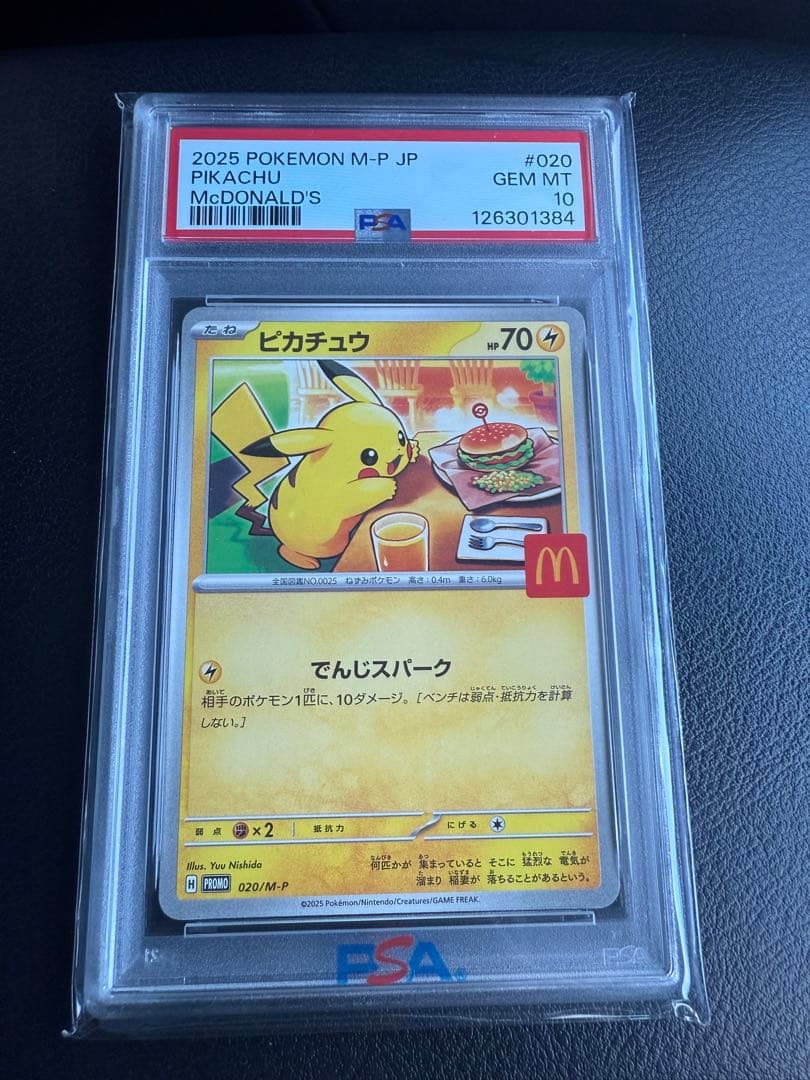 2025 POKEMON M-P JP
#020
PIKACHU
GEM MT
McDONALD'S
10
PSA
126301384
たね
ピカチュウ
HP 70
M
全国図鑑NO.0025 ねずみポケモン 高さ:0.4m 重さ:6.0kg
でんじスパーク
相手のポケモン1匹に、10ダメージ。[ベンチは弱点・抵抗力を計算
しない。]
弱点 ×2 抵抗力 にげる
Illus. Yuu Nishida
何匹かが 集まっていると そこに 猛烈な 電気が
溜まり 稲妻が 落ちることがあるという。
H PROMO 020/M-P
©2025 Pokémon/Nintendo/Creatures/GAME FREAK.
PSA
PSA